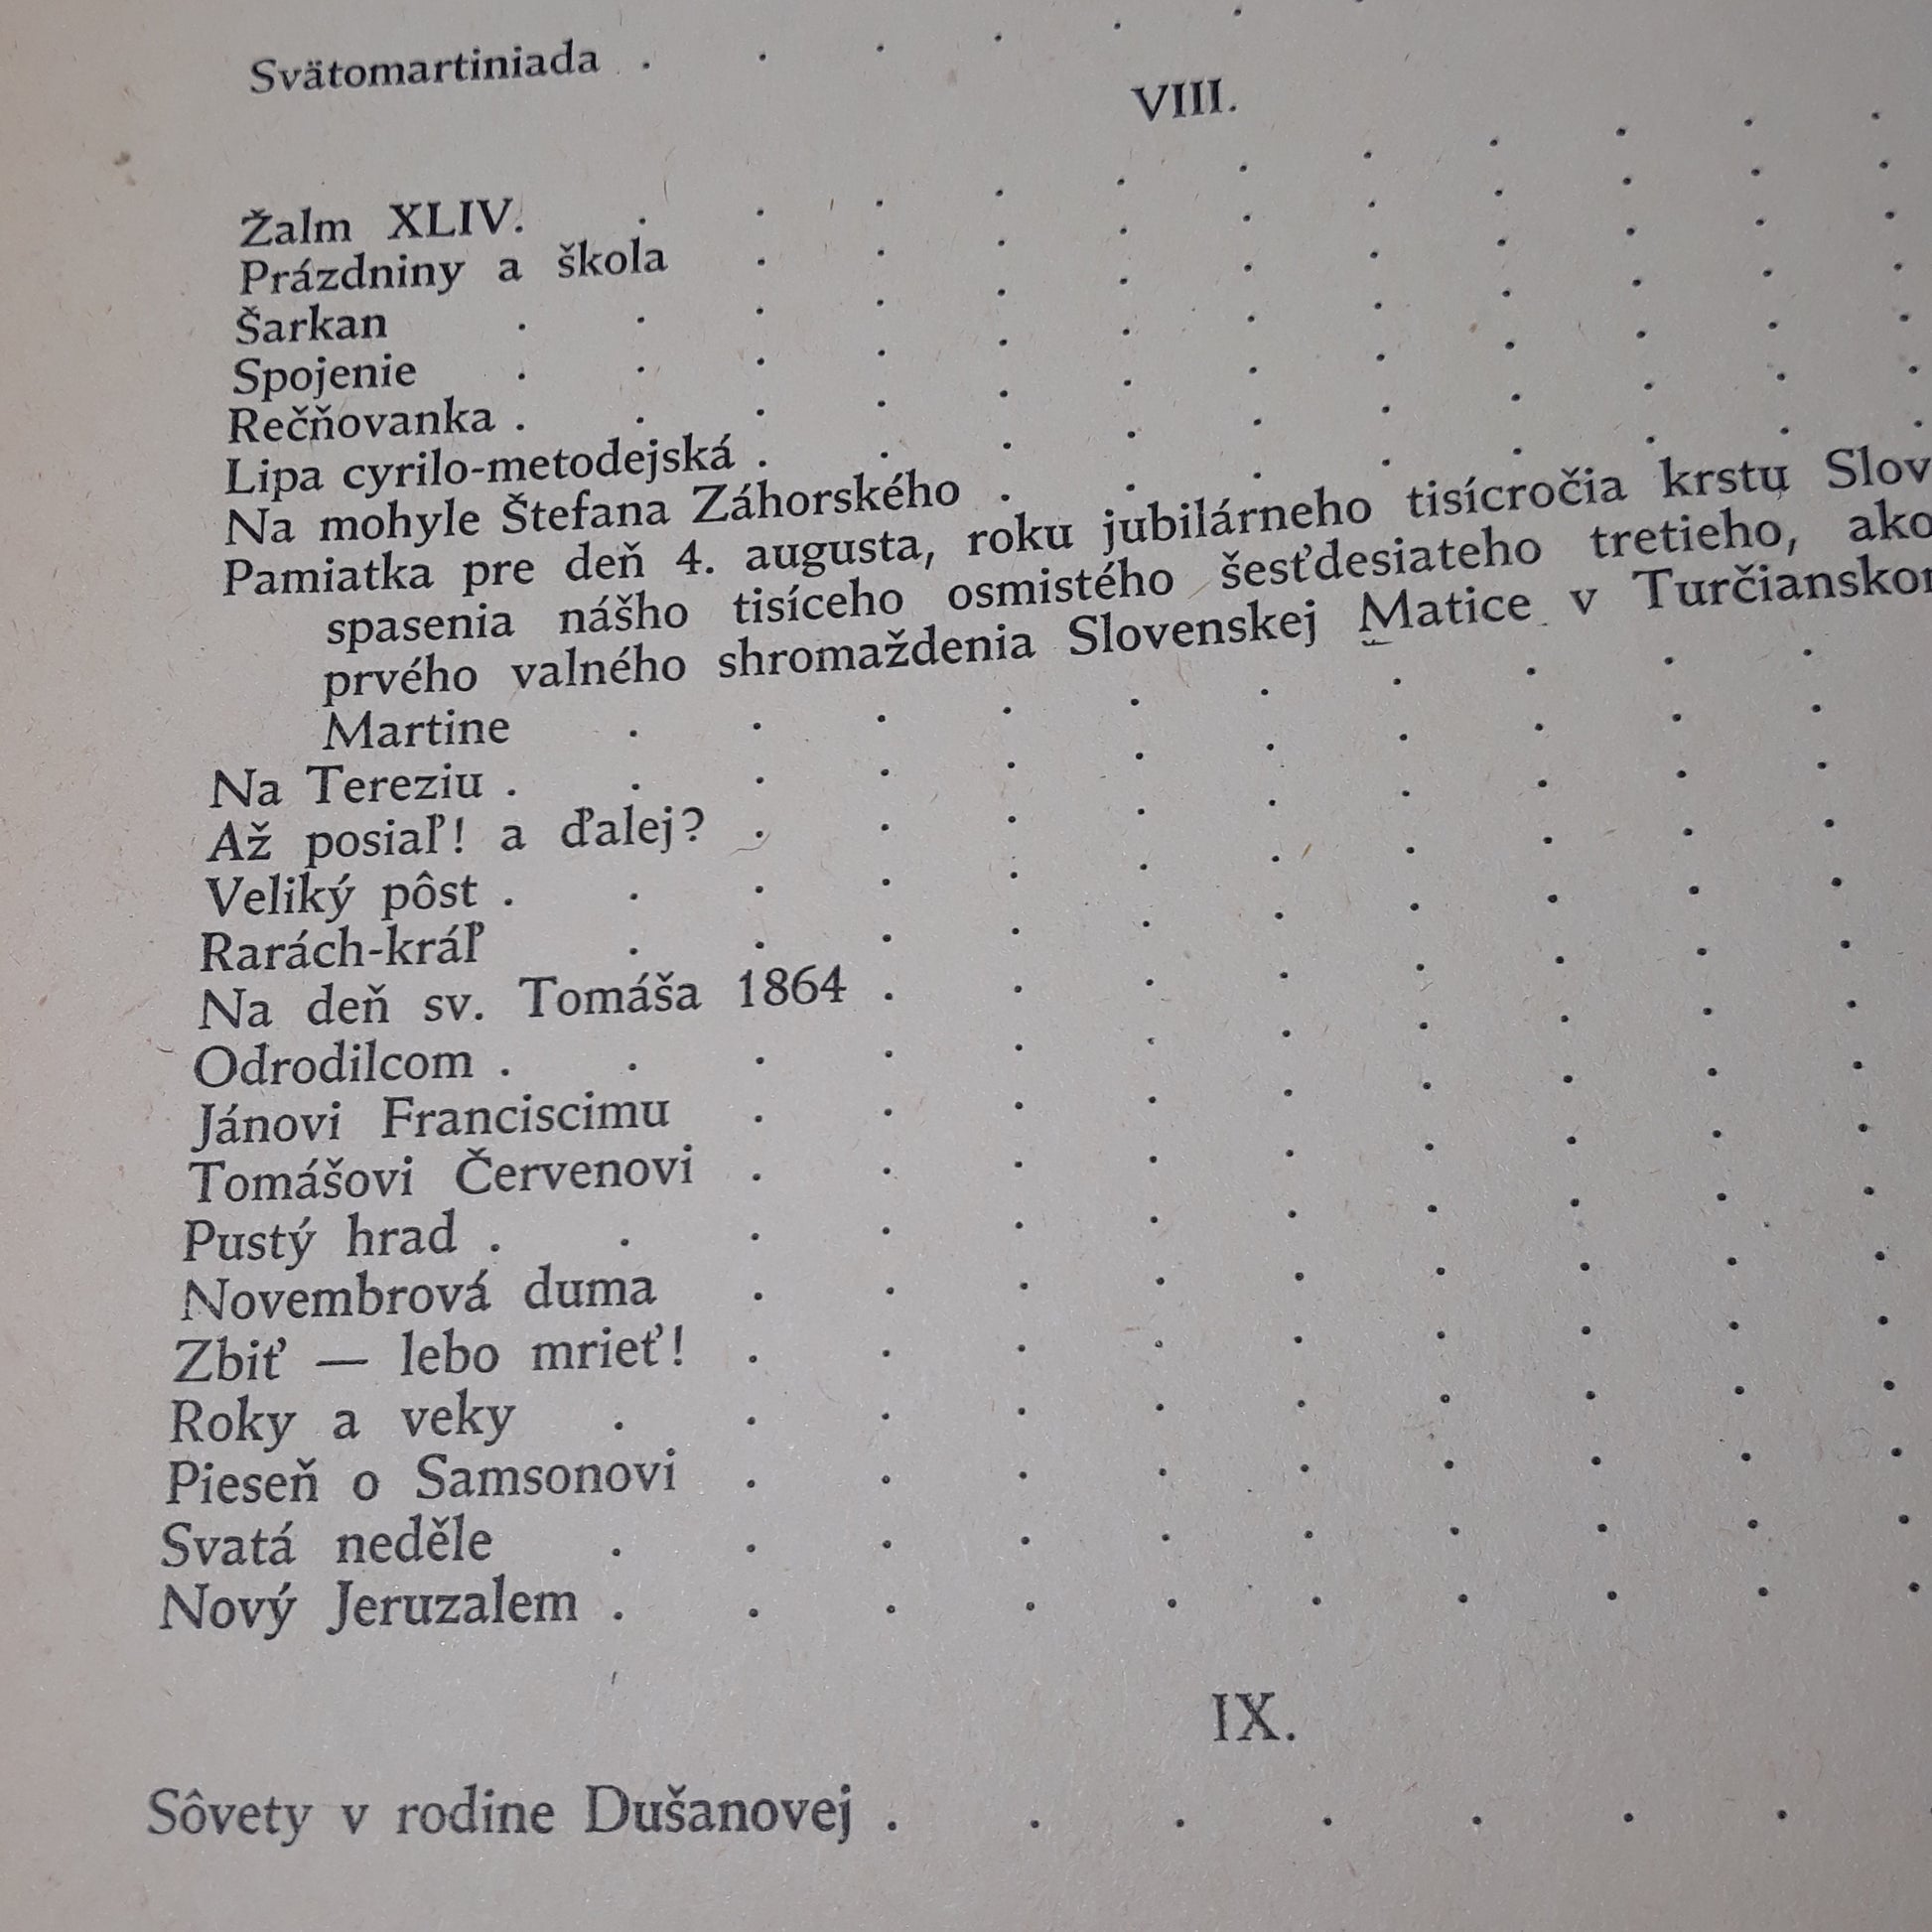 Svätomartiniada .
VIII.
Žalm XLIV.
Prázdniny a škola
Šarkan
Spojenie
Rečňovanka .
Lipa cyrilo-metodejská .
Na mohyle Štefana Záhorského .
Pamiatka pre deň 4. augusta, roku jubilárneho tisícročia krstu Slov
spasenia nášho tisíceho osmistého šesťdesiateho tretieho, ako
prvého valného shromaždenia Slovenskej Matice v Turčianskom
Martine
Na Tereziu .
Až posiaľ! a ďalej?
Veliký pôst .
Rarách-kráľ
Na deň sv. Tomáša 1864 .
Odrodilcom .
Jánovi Franciscimu
Tomášovi Červenovi
Pustý hrad .
Novembrová duma
Zbiť — lebo mrieť!
Roky a veky
Pieseň o Samsonovi
Svatá neděle
Nový Jeruzalem .
IX.
Sôvety v rodine Dušanovej .